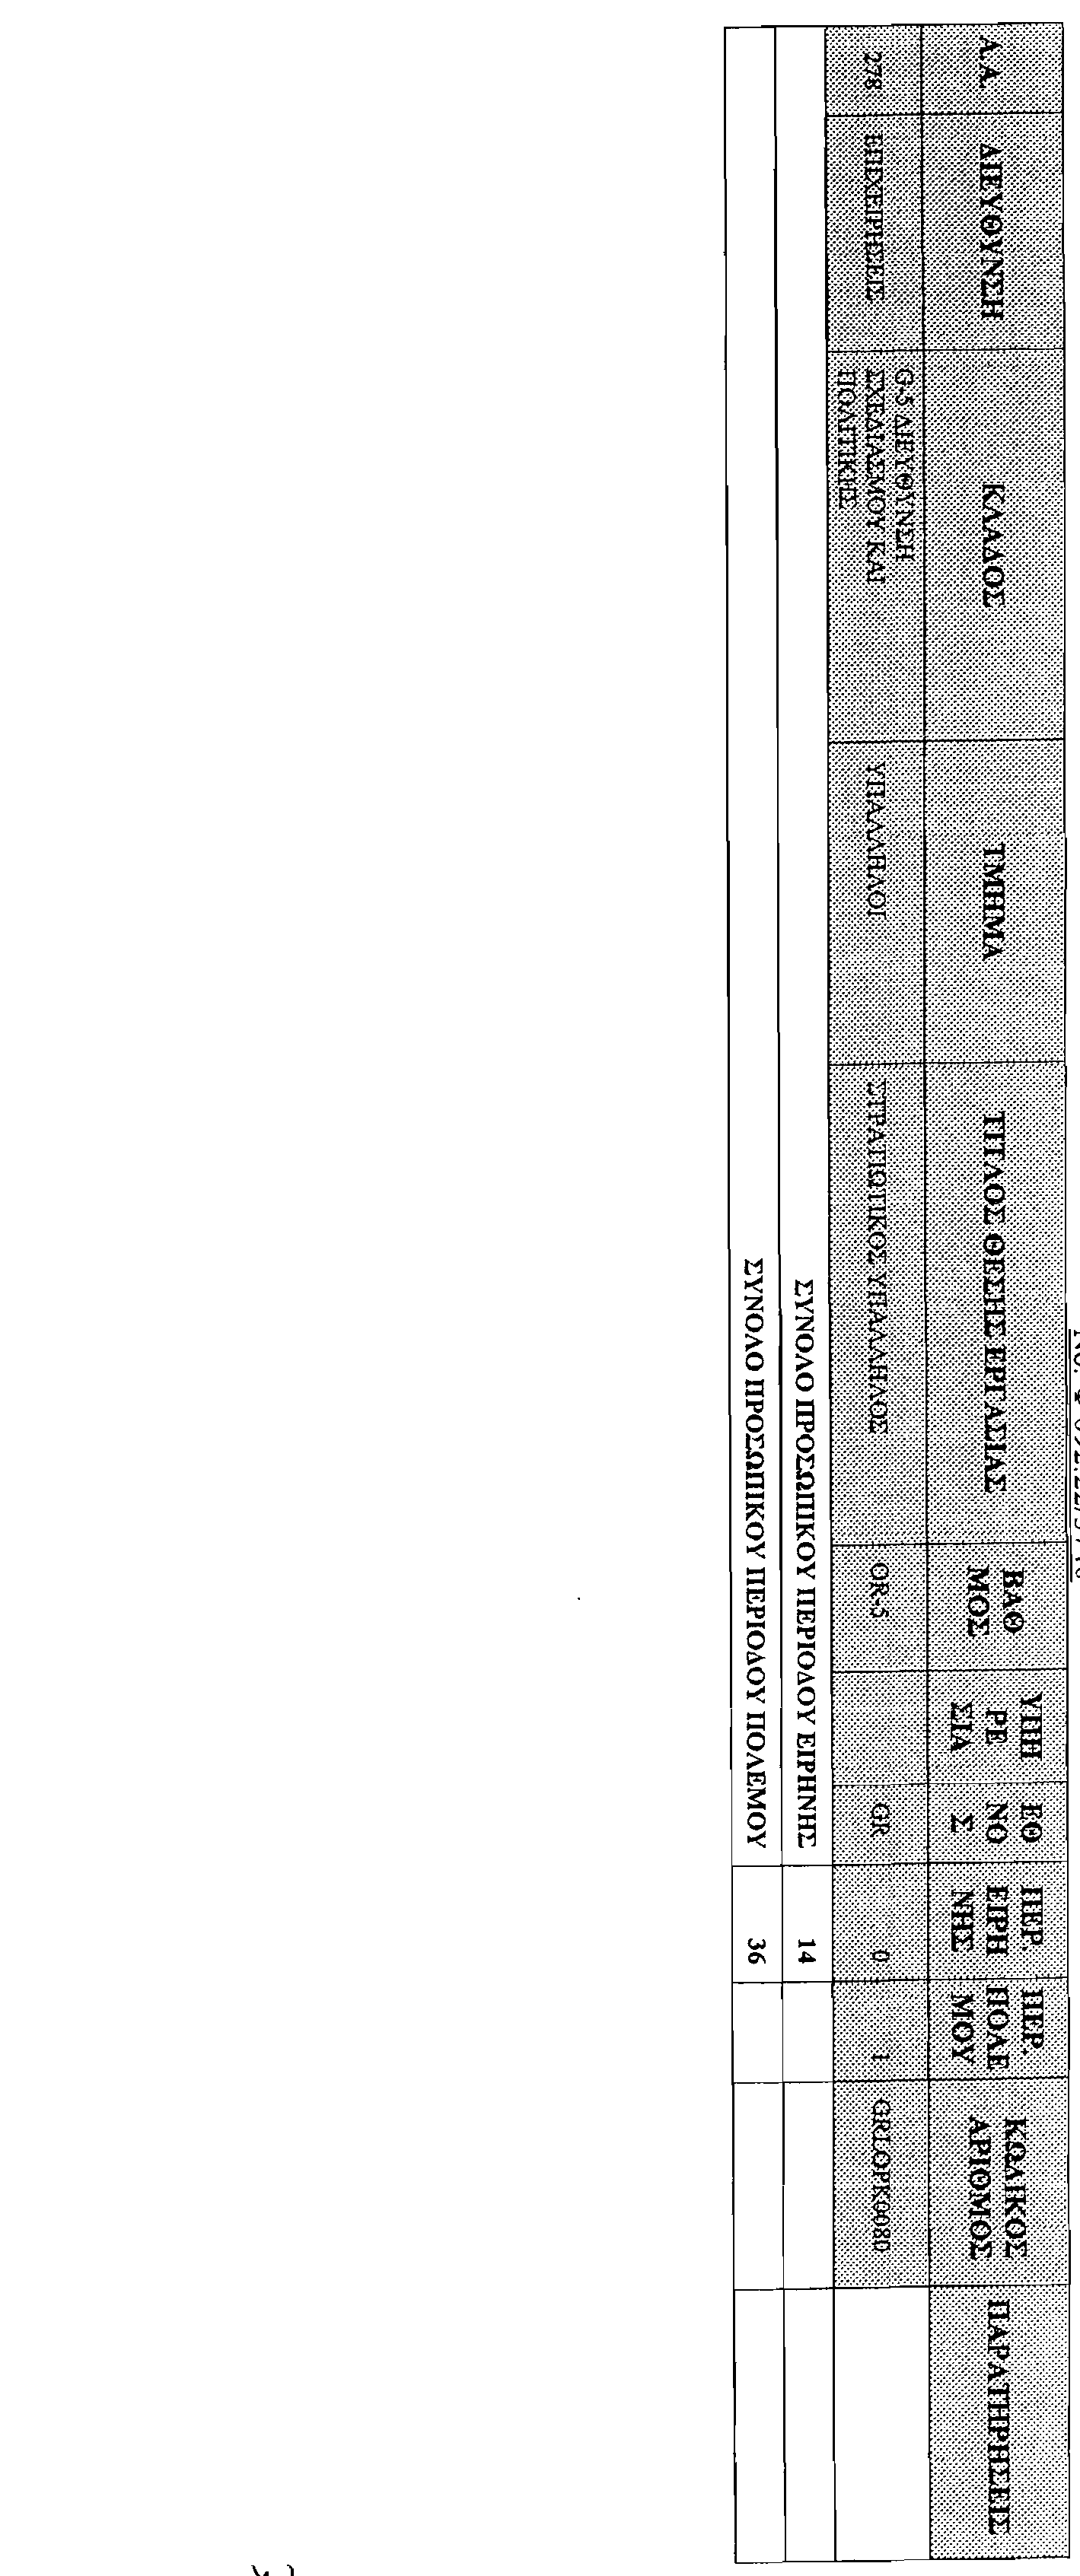 Α.Α. ΔΙΕΥΘΥΝΣΗ ΚΛΑΔΟΣ ΤΜΗΜΑ ΤΙΤΛΟΣ ΘΕΣΗΣ ΕΡΓΑΣΙΑΣ ΒΑΘ ΜΟΣ ΥΠΗ ΡΕ ΣΙΑ ΕΘ ΝΟ Σ ΠΕΡ. ΕΙΡΗ ΝΗΣ ΠΕΡ. ΠΟΛΕ ΜΟΥ ΚΩΔΙΚΟΣ ΑΡΙΘΜΟΣ ΠΑΡΑΤΗΡΗΣΕΙΣ
278 ΕΠΙΧΕΙΡΗΣΕΙΣ G-5 ΔΙΕΥΘΥΝΣΗ ΣΧΕΔΙΑΣΜΟΥ ΚΑΙ ΠΟΛΙΤΙΚΗΣ ΥΠΑΛΛΗΛΟΙ ΣΤΡΑΤΙΩΤΙΚΟΣ ΥΠΑΛΛΗΛΟΣ OR-5 GR 0 1 GRLOPK0080
ΣΥΝΟΛΟ ΠΡΟΣΩΠΙΚΟΥ ΠΕΡΙΟΔΟΥ ΕΙΡΗΝΗΣ 14
ΣΥΝΟΛΟ ΠΡΟΣΩΠΙΚΟΥ ΠΕΡΙΟΔΟΥ ΠΟΛΕΜΟΥ 36